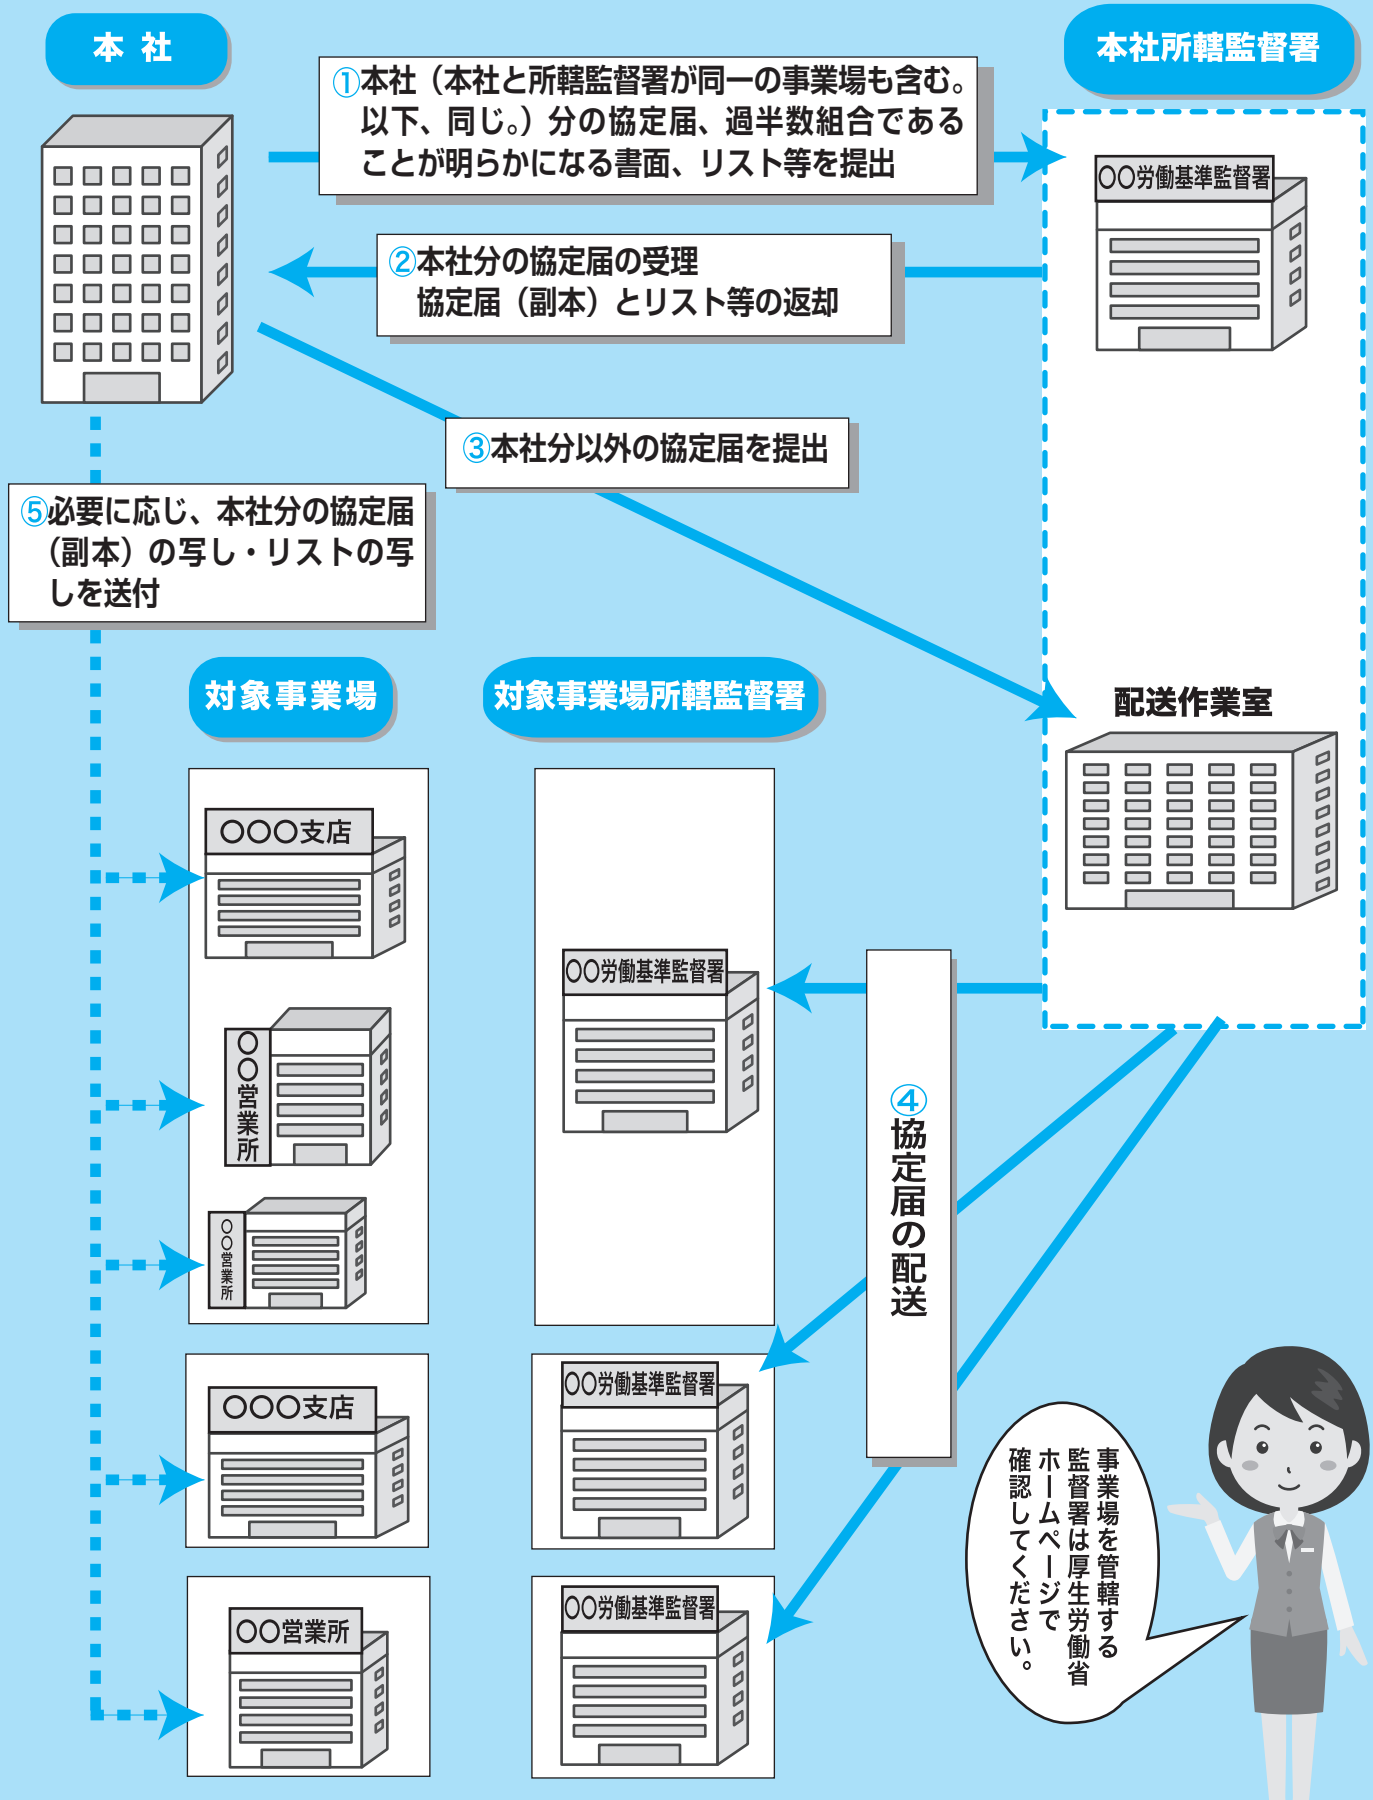 本社
本社所轄監督署
①本社（本社と所轄監督署が同一の事業場も含む。
以下、同じ。）分の協定届、過半数組合である
ことが明らかになる書面、リスト等を提出
〇〇労働基準監督署
②本社分の協定届の受理
協定届（副本）とリスト等の返却
③本社分以外の協定届を提出
⑤必要に応じ、本社分の協定届
（副本）の写し・リストの写
しを送付
対象事業場
対象事業場所轄監督署
配送作業室
〇〇〇支店
〇〇労働基準監督署
〇〇営業所
〇〇営業所
④協定届の配送
〇〇〇支店
〇〇労働基準監督署
〇〇営業所
〇〇労働基準監督署
事業場を管轄する
監督署は厚生労働省
ホームページで
確認してください。